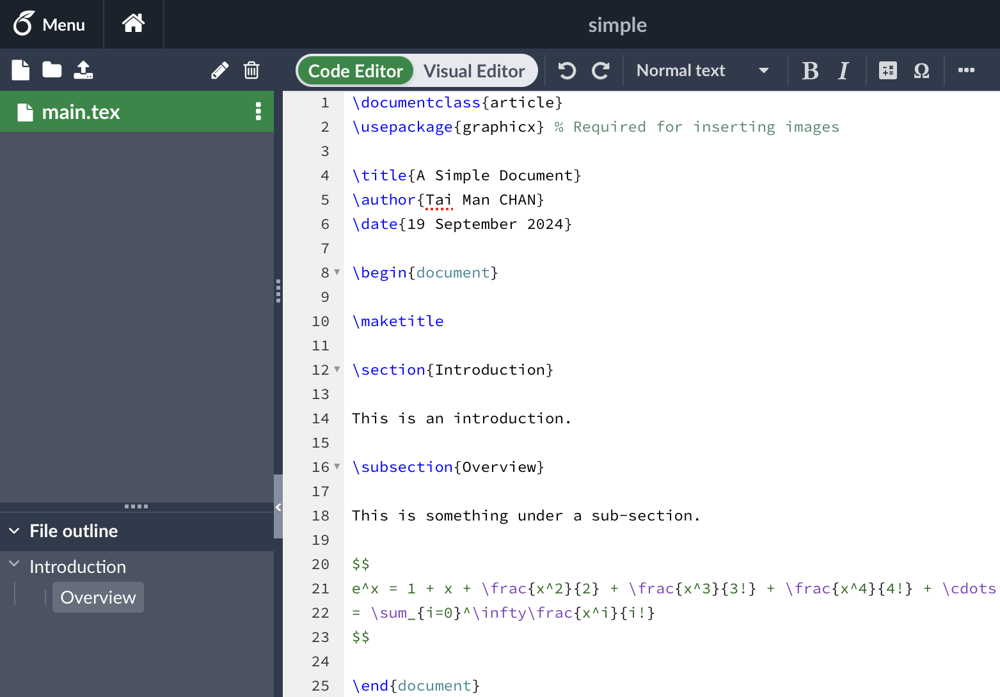 Menu
simple
Code Editor Visual Editor Normal text B I Ω
main.tex
1 \documentclass{article}
2 \usepackage{graphicx} % Required for inserting images
3
4 \title{A Simple Document}
5 \author{Tai Man CHAN}
6 \date{19 September 2024}
7
8 \begin{document}
9
10 \maketitle
11
12 \section{Introduction}
13
14 This is an introduction.
15
16 \subsection{Overview}
17
18 This is something under a sub-section.
19
20 $$
21 e^x = 1 + x + \frac{x^2}{2} + \frac{x^3}{3!} + \frac{x^4}{4!} + \cdots
22 = \sum_{i=0}^\infty\frac{x^i}{i!}
23 $$
24
25 \end{document}
File outline
Introduction
Overview